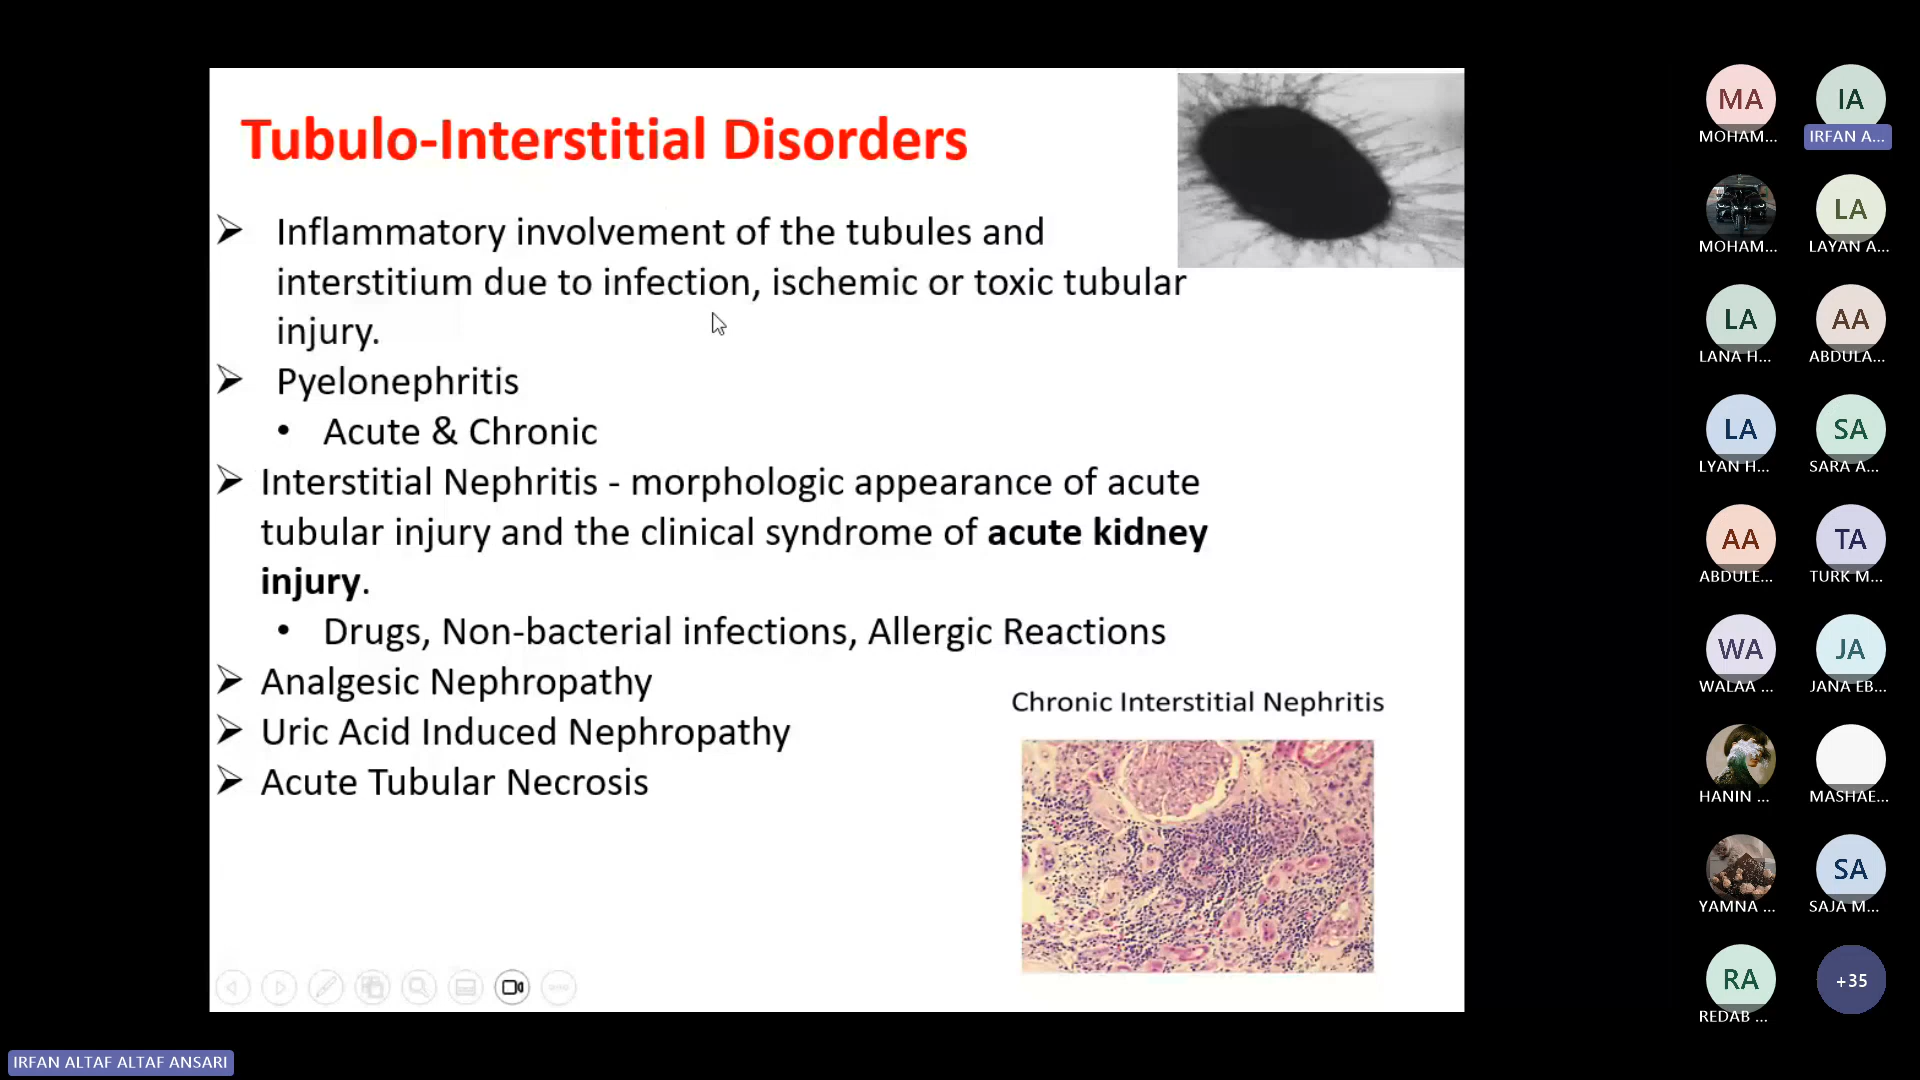 Tubulo-Interstitial Disorders
➢ Inflammatory involvement of the tubules and
interstitium due to infection, ischemic or toxic tubular
injury.
➢ Pyelonephritis
• Acute & Chronic
➢ Interstitial Nephritis - morphologic appearance of acute
tubular injury and the clinical syndrome of acute kidney
injury.
• Drugs, Non-bacterial infections, Allergic Reactions
➢ Analgesic Nephropathy
➢ Uric Acid Induced Nephropathy
➢ Acute Tubular Necrosis
Chronic Interstitial Nephritis
MA
MOHAM...
IA
IRFAN A...
MOHAM...
LA
LAYAN A...
LA
LANA H...
AA
ABDULA...
LA
LYAN H...
SA
SARA A...
AA
ABDULE...
TA
TURK M...
WA
WALAA ...
JA
JANA EB...
HANIN ...
MASHAE...
YAMNA ...
SA
SAJA M...
RA
REDAB ...
+35
IRFAN ALTAF ALTAF ANSARI